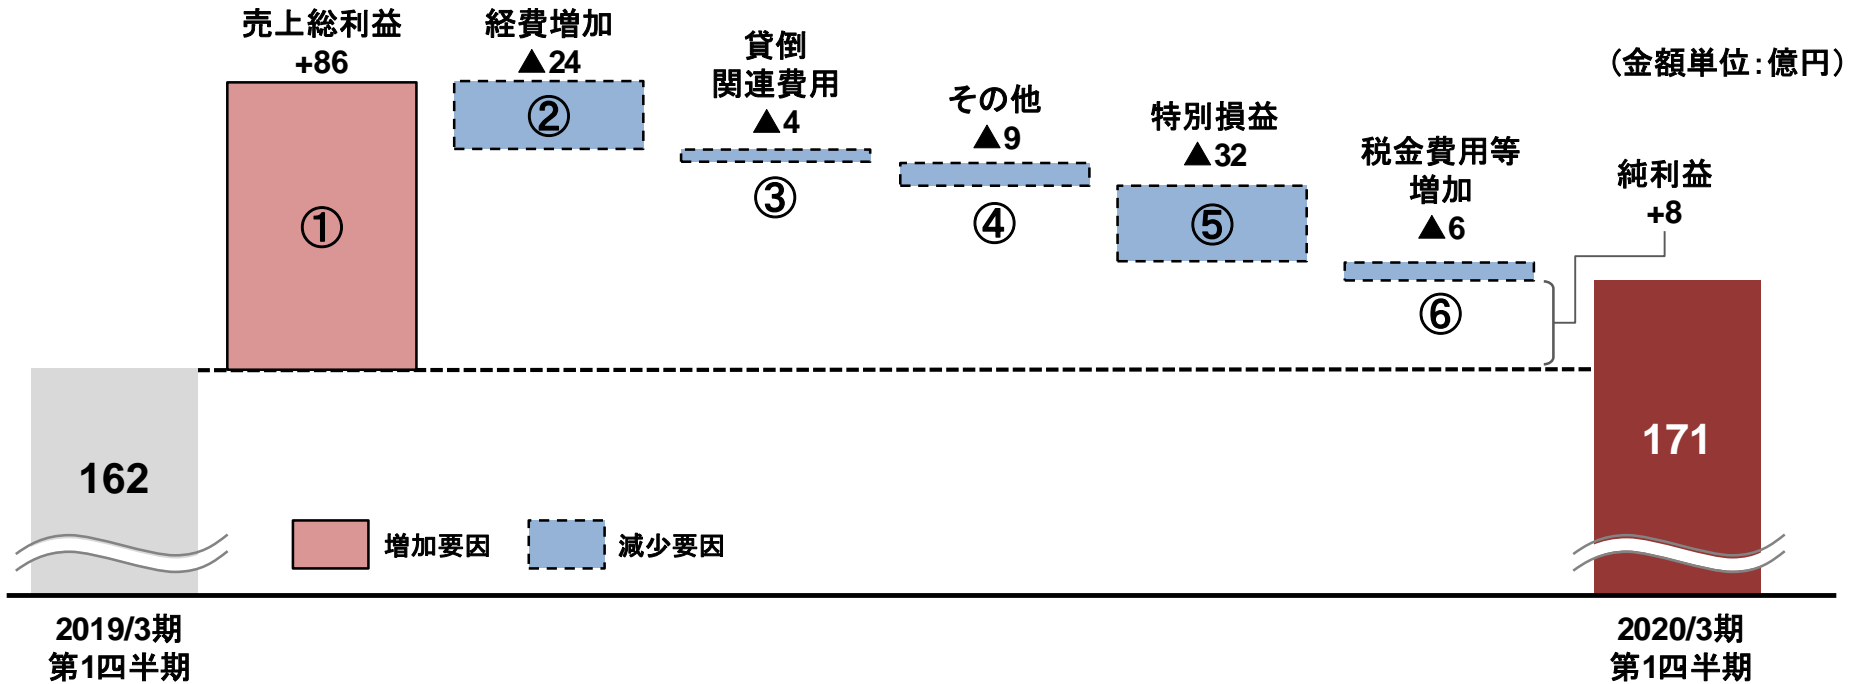 売上総利益
+86
経費増加
▲24
貸倒
関連費用
▲4
その他
▲9
特別損益
▲32
税金費用等
増加
▲6
純利益
+8
（金額単位：億円）
①
②
③
④
⑤
⑥
162
171
増加要因
減少要因
2019/3期
第1四半期
2020/3期
第1四半期